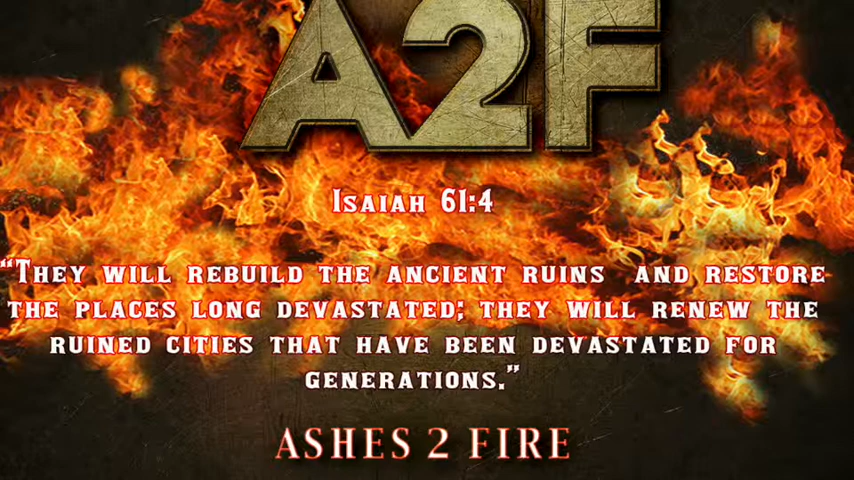 A2F
Isaiah 61:4
“They will rebuild the ancient ruins and restore
the places long devastated; they will renew the
ruined cities that have been devastated for
generations.”
ASHES 2 FIRE